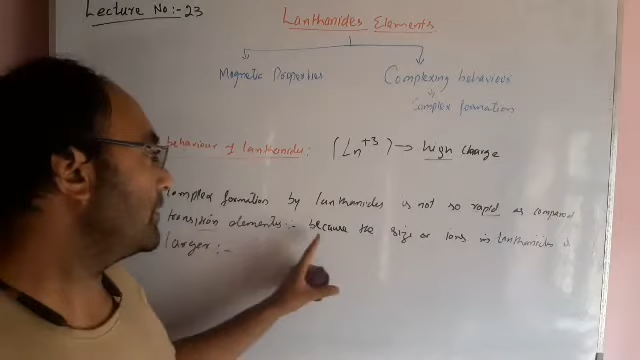 Lecture No:- 23
Lanthanides Elements
Magnetic Properties
Complexing behaviour
Complex formation
behaviour of lanthanides: (Ln+3) → high charge
Complex formation by lanthanides is not so rapid as compared
transition elements:- because the size of ions in lanthanides is
larger:-